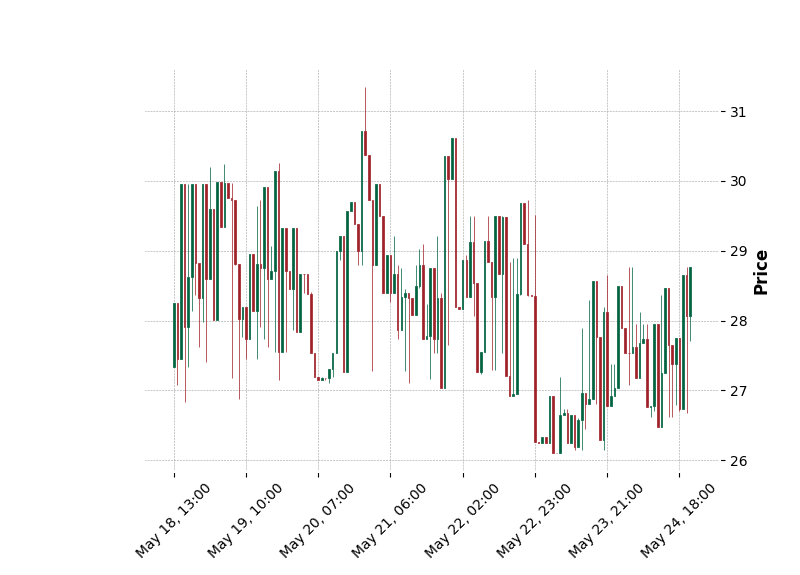 31
30
29
28
27
26
Price
May 18, 13:00
May 19, 10:00
May 20, 07:00
May 21, 06:00
May 22, 02:00
May 22, 23:00
May 23, 21:00
May 24, 18:00